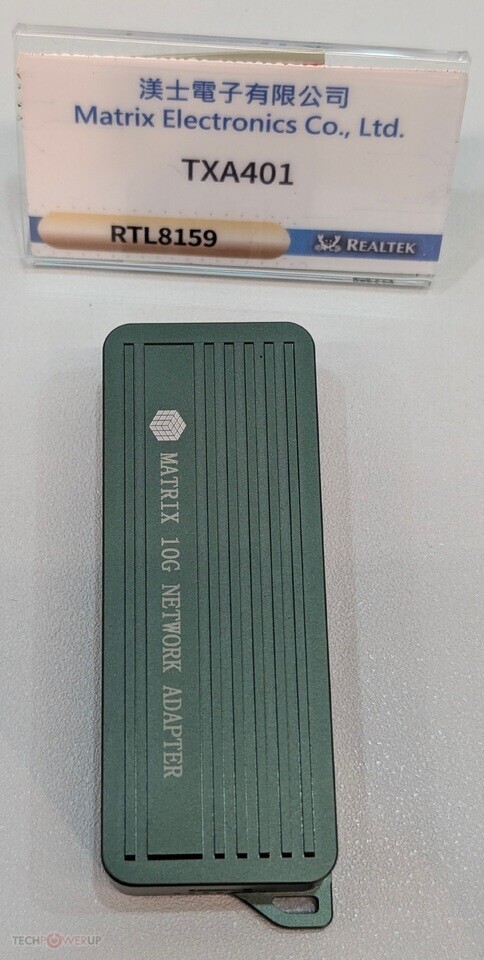 渼士電子有限公司
Matrix Electronics Co., Ltd.
TXA401
RTL8159
REALTEK
MATRIX 10G NETWORK ADAPTER
TECHPOWERUP